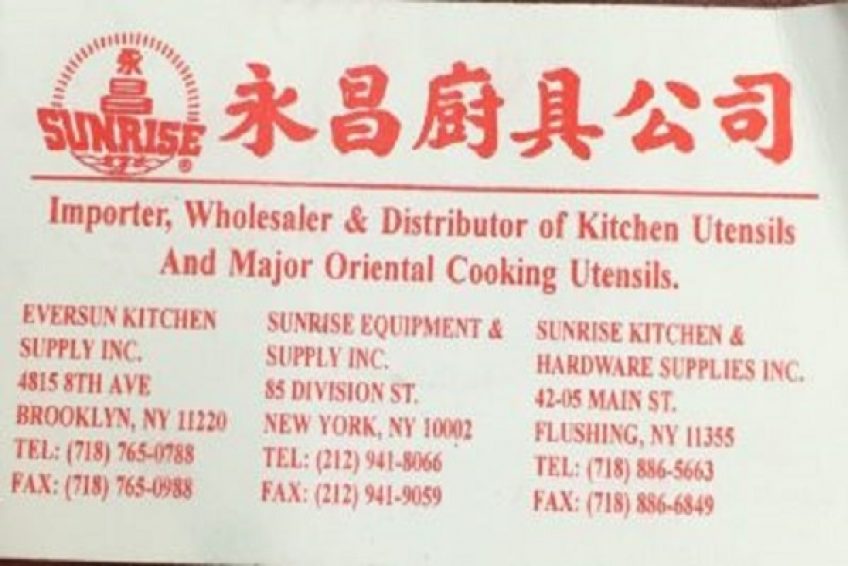 永昌
SUNRISE®
永昌厨具公司
Importer, Wholesaler & Distributor of Kitchen Utensils
And Major Oriental Cooking Utensils.
EVERSUN KITCHEN
SUPPLY INC.
4815 8TH AVE
BROOKLYN, NY 11220
TEL: (718) 765-0788
FAX: (718) 765-0988
SUNRISE EQUIPMENT &
SUPPLY INC.
85 DIVISION ST.
NEW YORK, NY 10002
TEL: (212) 941-8066
FAX: (212) 941-9059
SUNRISE KITCHEN &
HARDWARE SUPPLIES INC.
42-05 MAIN ST.
FLUSHING, NY 11355
TEL: (718) 886-5663
FAX: (718) 886-6849